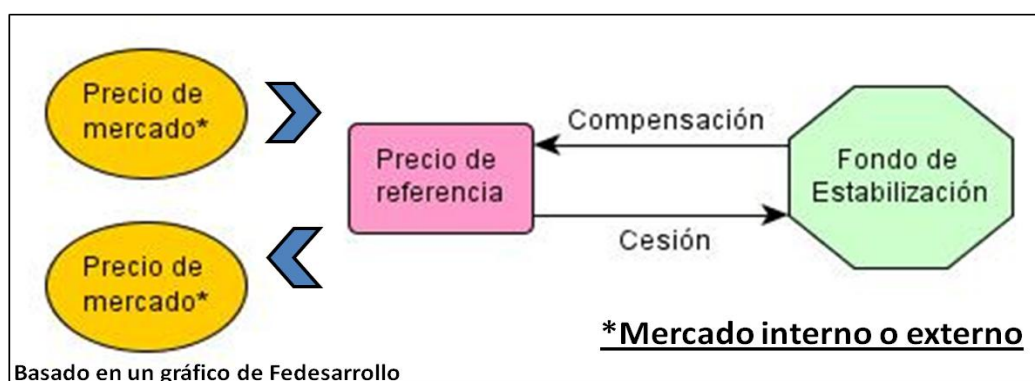 Precio de
mercado*
Precio de
referencia
Compensación
Cesión
Fondo de
Estabilización
Precio de
mercado*
*Mercado interno o externo
Basado en un gráfico de Fedesarrollo